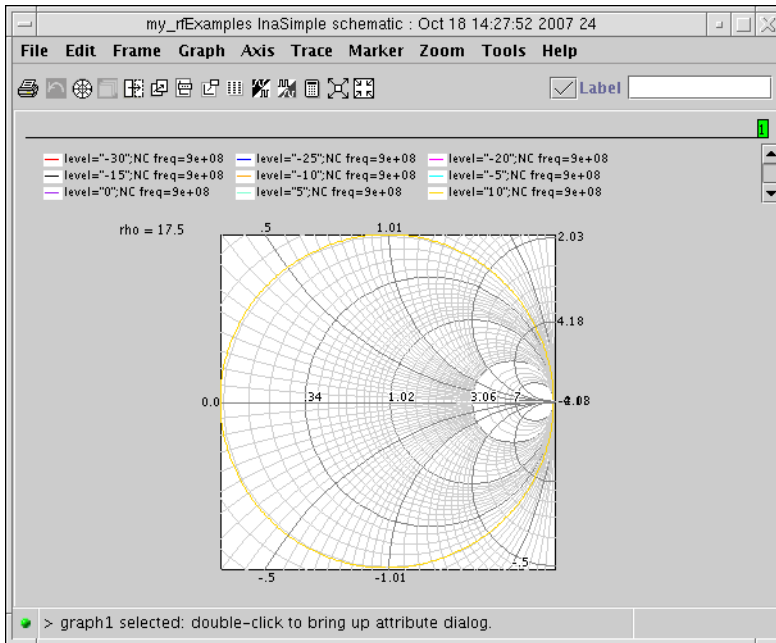 my_rfExamples lnaSimple schematic : Oct 18 14:27:52 2007 24
File Edit Frame Graph Axis Trace Marker Zoom Tools Help
Label
1
level="-30";NC freq=9e+08 level="-25";NC freq=9e+08 level="-20";NC freq=9e+08
level="-15";NC freq=9e+08 level="-10";NC freq=9e+08 level="-5";NC freq=9e+08
level="0";NC freq=9e+08 level="5";NC freq=9e+08 level="10";NC freq=9e+08
rho = 17.5 .5 1.01
2.03
4.18
0.0 .34 1.02 3.06 7
-.5
-.5 -1.01
> graph1 selected: double-click to bring up attribute dialog.